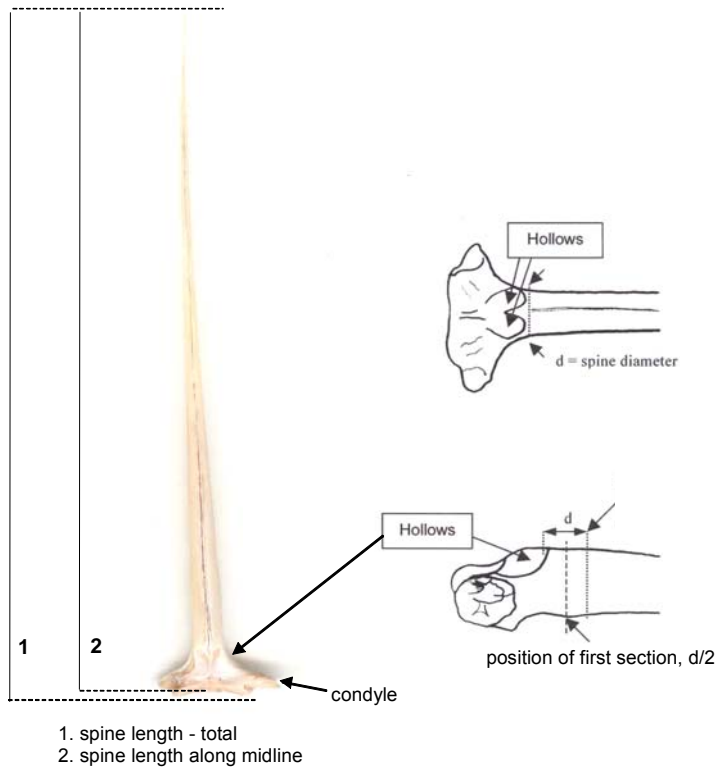 Hollows
d = spine diameter
d
Hollows
1
2
position of first section, d/2
condyle
1. spine length - total
2. spine length along midline